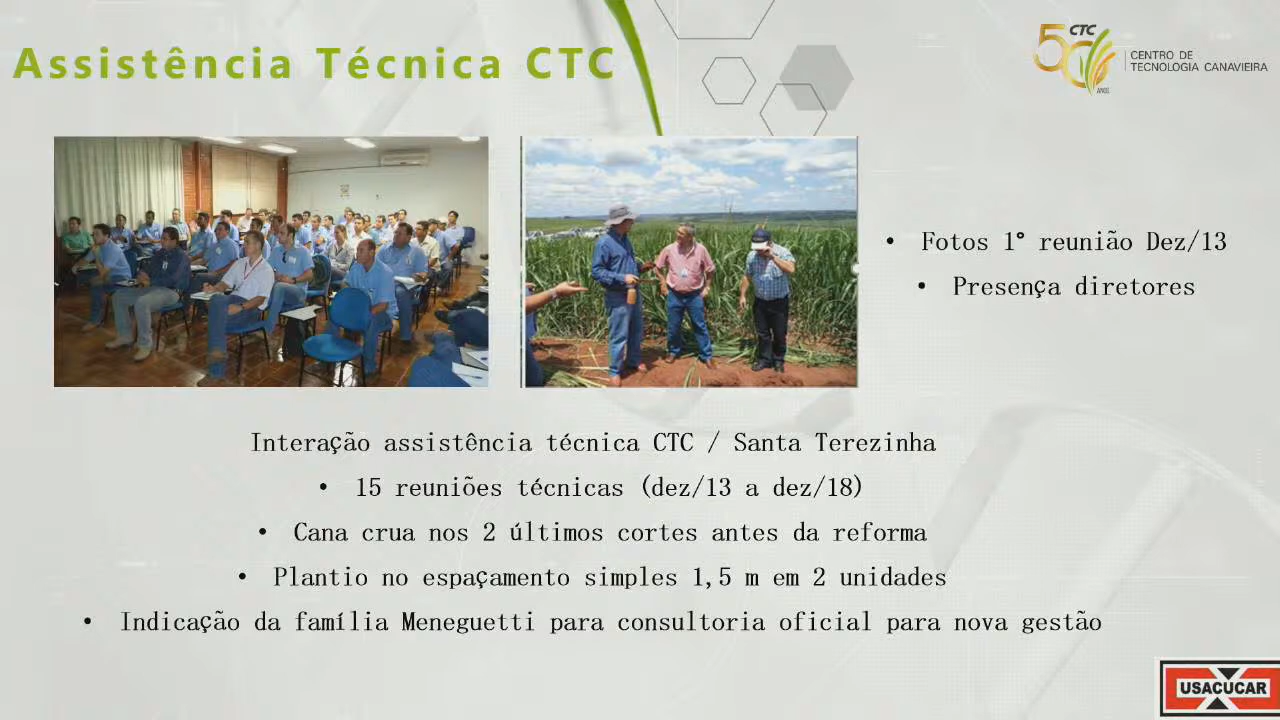 Assistência Técnica CTC
50 CTC
ANOS
CENTRO DE
TECNOLOGIA CANAVIEIRA
• Fotos 1° reunião Dez/13
• Presença diretores
Interação assistência técnica CTC / Santa Terezinha
• 15 reuniões técnicas (dez/13 a dez/18)
• Cana crua nos 2 últimos cortes antes da reforma
• Plantio no espaçamento simples 1,5 m em 2 unidades
• Indicação da família Meneguetti para consultoria oficial para nova gestão
USACUCAR